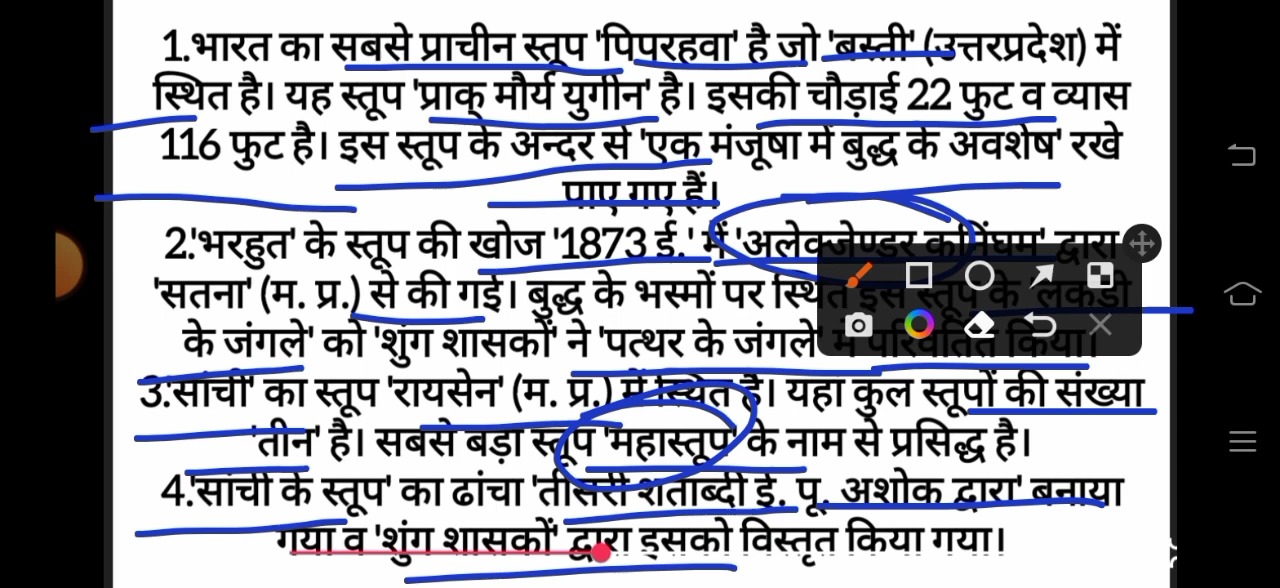 1.भारत का सबसे प्राचीन स्तूप 'पिपरहवा' है जो 'बस्ती' (उत्तरप्रदेश) में
स्थित है। यह स्तूप 'प्राक् मौर्य युगीन' है। इसकी चौड़ाई 22 फुट व व्यास
116 फुट है। इस स्तूप के अन्दर से 'एक मंजूषा में बुद्ध के अवशेष' रखे
पाए गए हैं।
2.'भरहुत' के स्तूप की खोज '1873 ई.' में 'अलेक्जेण्डर कनिंघम' द्वारा
'सतना' (म. प्र.) से की गई। बुद्ध के भस्मों पर स्थित इस स्तूप के 'लकड़ी
के जंगले' को 'शुंग शासकों' ने 'पत्थर के जंगले' में परिवर्तित किया।
3.'सांची' का स्तूप 'रायसेन' (म. प्र.) में स्थित है। यहा कुल स्तूपों की संख्या
'तीन' है। सबसे बड़ा स्तूप 'महास्तूप' के नाम से प्रसिद्ध है।
4.'सांची के स्तूप' का ढांचा 'तीसरी शताब्दी ई. पू. अशोक द्वारा' बनाया
गया व 'शुंग शासकों' द्वारा इसको विस्तृत किया गया।